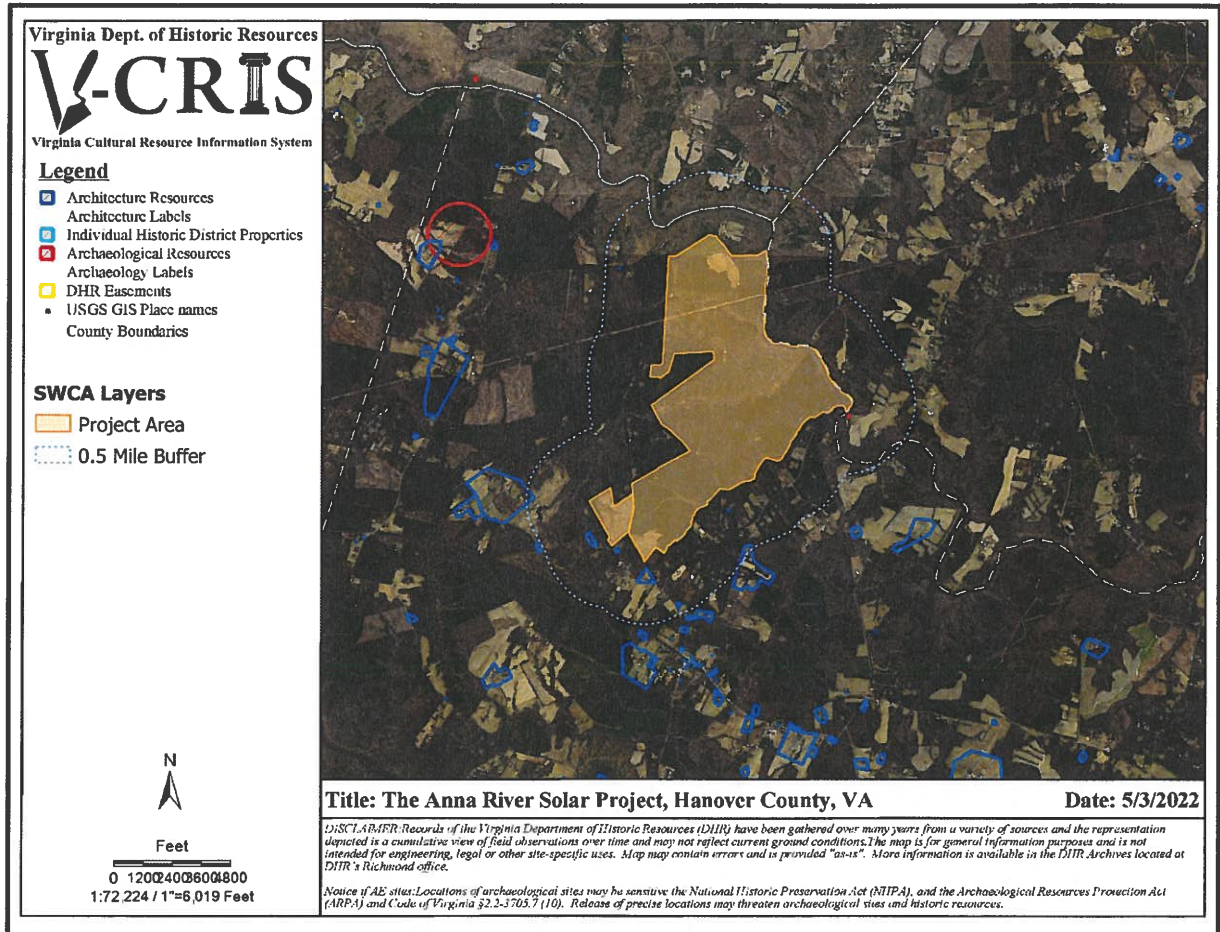 Virginia Dept. of Historic Resources
V-CRIS
Virginia Cultural Resource Information System
Legend
Architecture Resources
Architecture Labels
Individual Historic District Properties
Archaeological Resources
Archaeology Labels
DHR Easements
USGS GIS Place names
County Boundaries
SWCA Layers
Project Area
0.5 Mile Buffer
N
Feet
0 1200 2400 3600 4800
1:72,224 / 1"=6,019 Feet
Title: The Anna River Solar Project, Hanover County, VA
Date: 5/3/2022
DISCLAIMER:Records of the Virginia Department of Historic Resources (DHR) have been gathered over many years from a variety of sources and the representation
depicted is a cumulative view of field observations over time and may not reflect current ground conditions.The map is for general information purposes and is not
intended for engineering, legal or other site-specific uses. Map may contain errors and is provided "as-is". More information is available in the DHR Archives located at
DHR's Richmond office.
Notice if AE sites:Locations of archaeological sites may be sensitive the National Historic Preservation Act (NHPA), and the Archaeological Resources Protection Act
(ARPA) and Code of Virginia §2.2-3705.7 (10). Release of precise locations may threaten archaeological sites and historic resources.